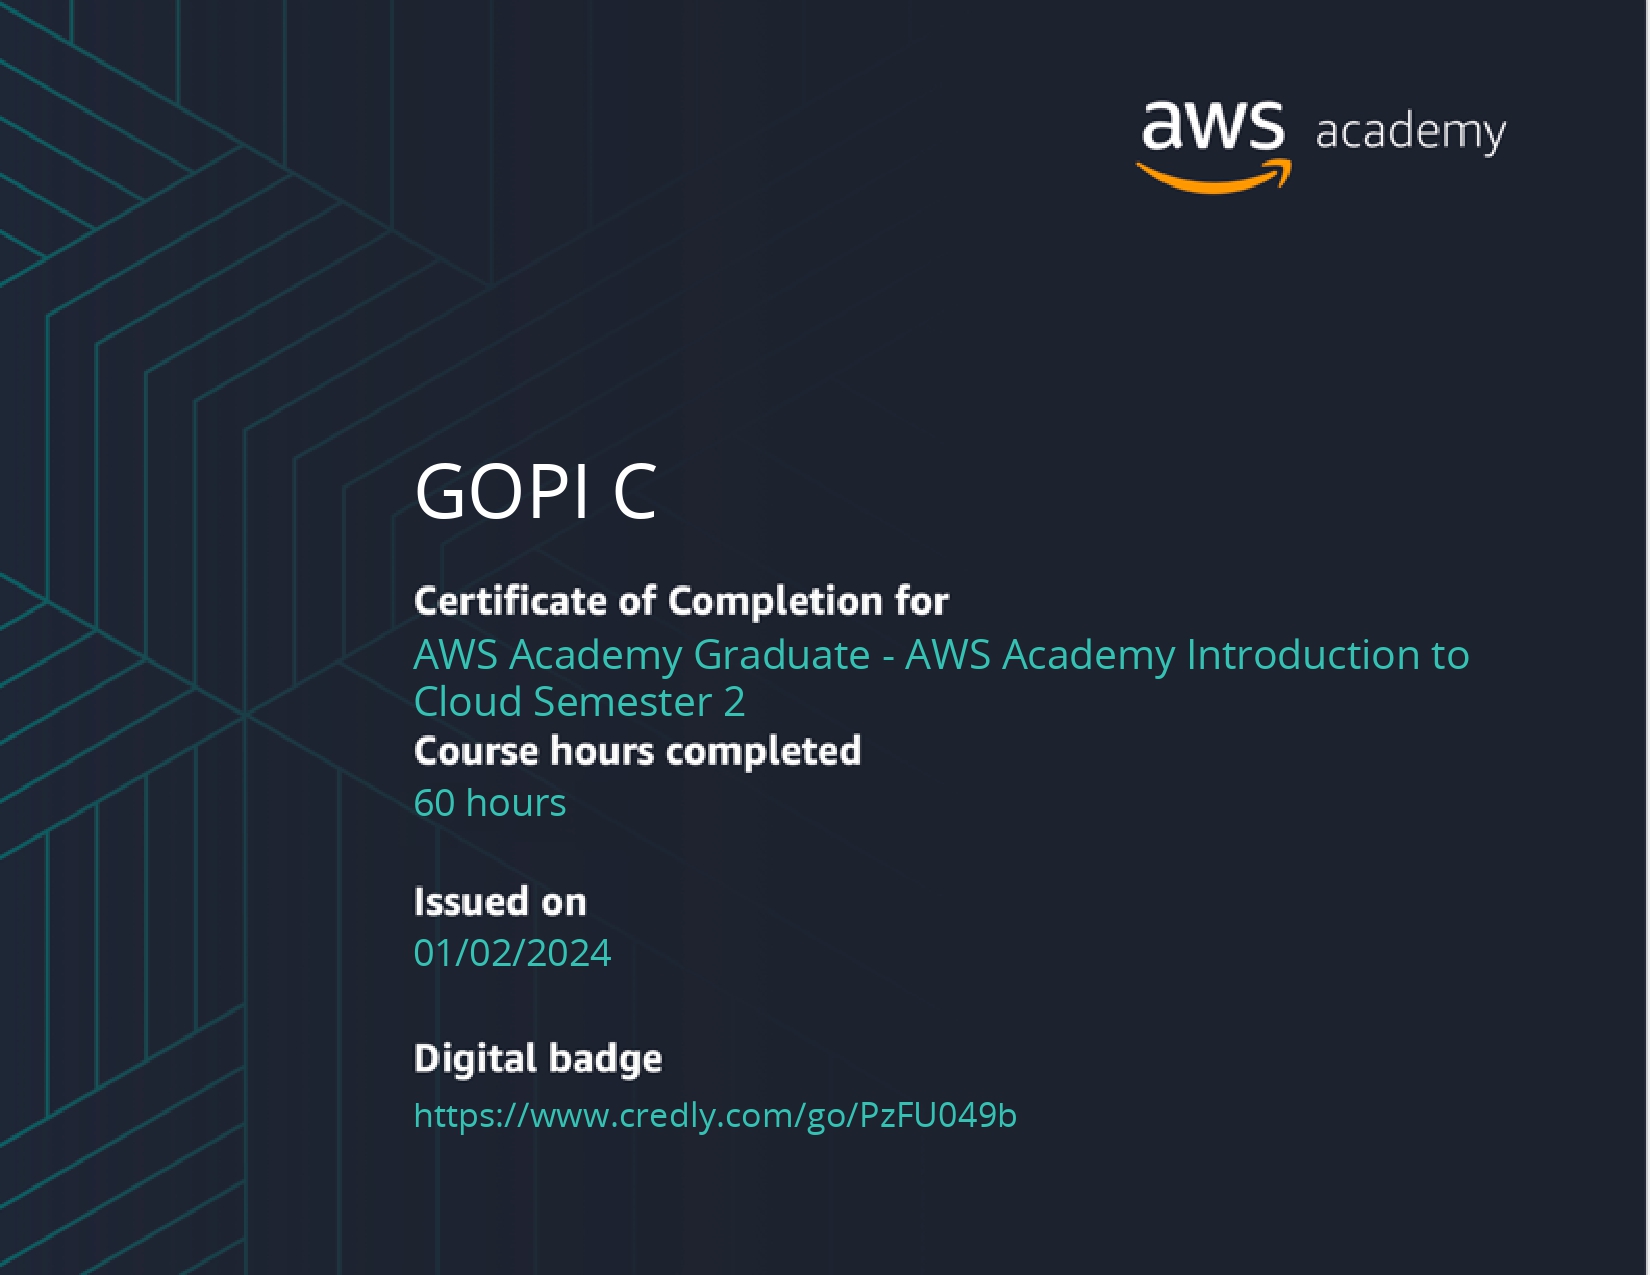 aws academy
GOPI C
Certificate of Completion for
AWS Academy Graduate - AWS Academy Introduction to
Cloud Semester 2
Course hours completed
60 hours
Issued on
01/02/2024
Digital badge
https://www.credly.com/go/PzFU049b